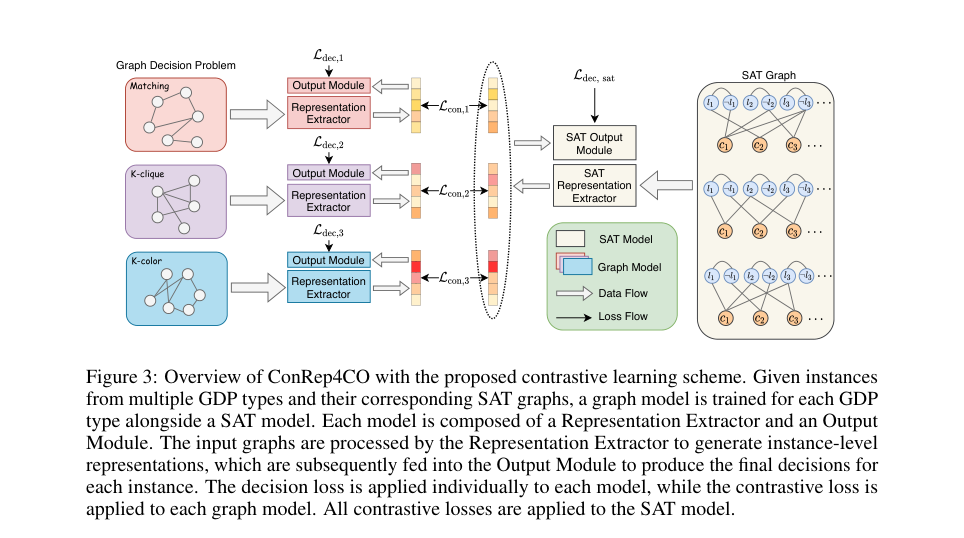 Graph Decision Problem
Matching
K-clique
K-color
ℒdec,1
Output Module
Representation
Extractor
ℒdec,2
Output Module
Representation
Extractor
ℒdec,3
Output Module
Representation
Extractor
ℒcon,1
ℒcon,2
ℒcon,3
ℒdec, sat
SAT Output
Module
SAT
Representation
Extractor
SAT Model
Graph Model
Data Flow
Loss Flow
SAT Graph
l1 ¬l1 l2 ¬l2 l3 ¬l3 ···
c1 c2 c3 ···
l1 ¬l1 l2 ¬l2 l3 ¬l3 ···
c1 c2 c3 ···
l1 ¬l1 l2 ¬l2 l3 ¬l3 ···
c1 c2 c3 ···
Figure 3: Overview of ConRep4CO with the proposed contrastive learning scheme. Given instances
from multiple GDP types and their corresponding SAT graphs, a graph model is trained for each GDP
type alongside a SAT model. Each model is composed of a Representation Extractor and an Output
Module. The input graphs are processed by the Representation Extractor to generate instance-level
representations, which are subsequently fed into the Output Module to produce the final decisions for
each instance. The decision loss is applied individually to each model, while the contrastive loss is
applied to each graph model. All contrastive losses are applied to the SAT model.